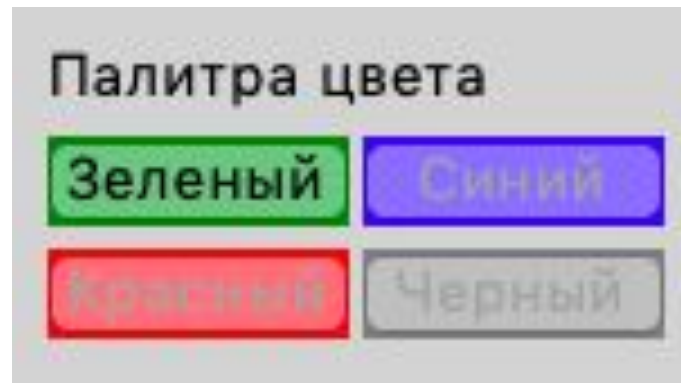 Палитра цвета
Зеленый Синий
Красный Черный